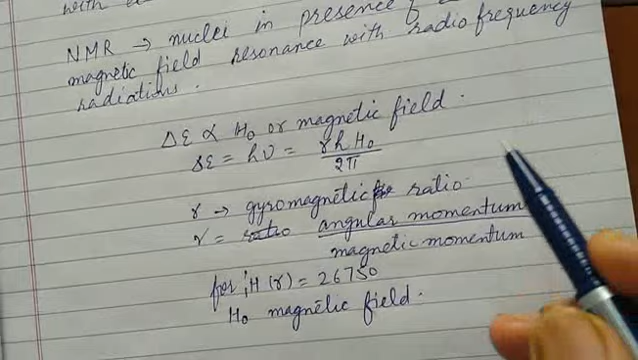 with
NMR → nuclei in presence of
magnetic field resonance with radio frequency
radiations.
ΔE ∝ H₀ or magnetic field.
ΔE = hν = γhH₀/2π
γ → gyromagnetic ratio
γ = ratio angular momentum/magnetic momentum
for ¹H (γ) = 26750
H₀ magnetic field.